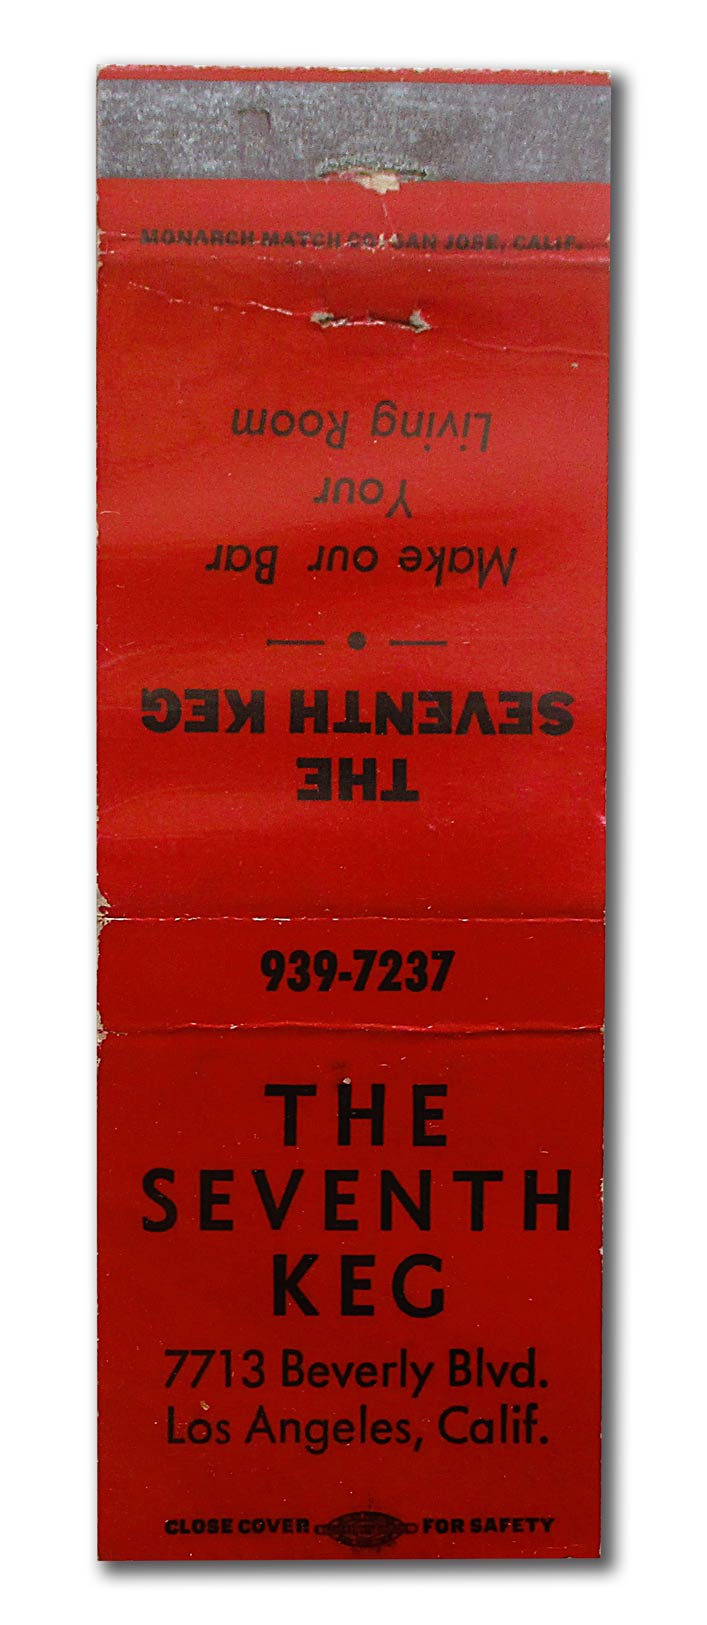 MONARCH MATCH CO., SAN JOSE, CALIF.
THE
SEVENTH KEG
Make our Bar
Your
Living Room
939-7237
THE
SEVENTH
KEG
7713 Beverly Blvd.
Los Angeles, Calif.
CLOSE COVER FOR SAFETY